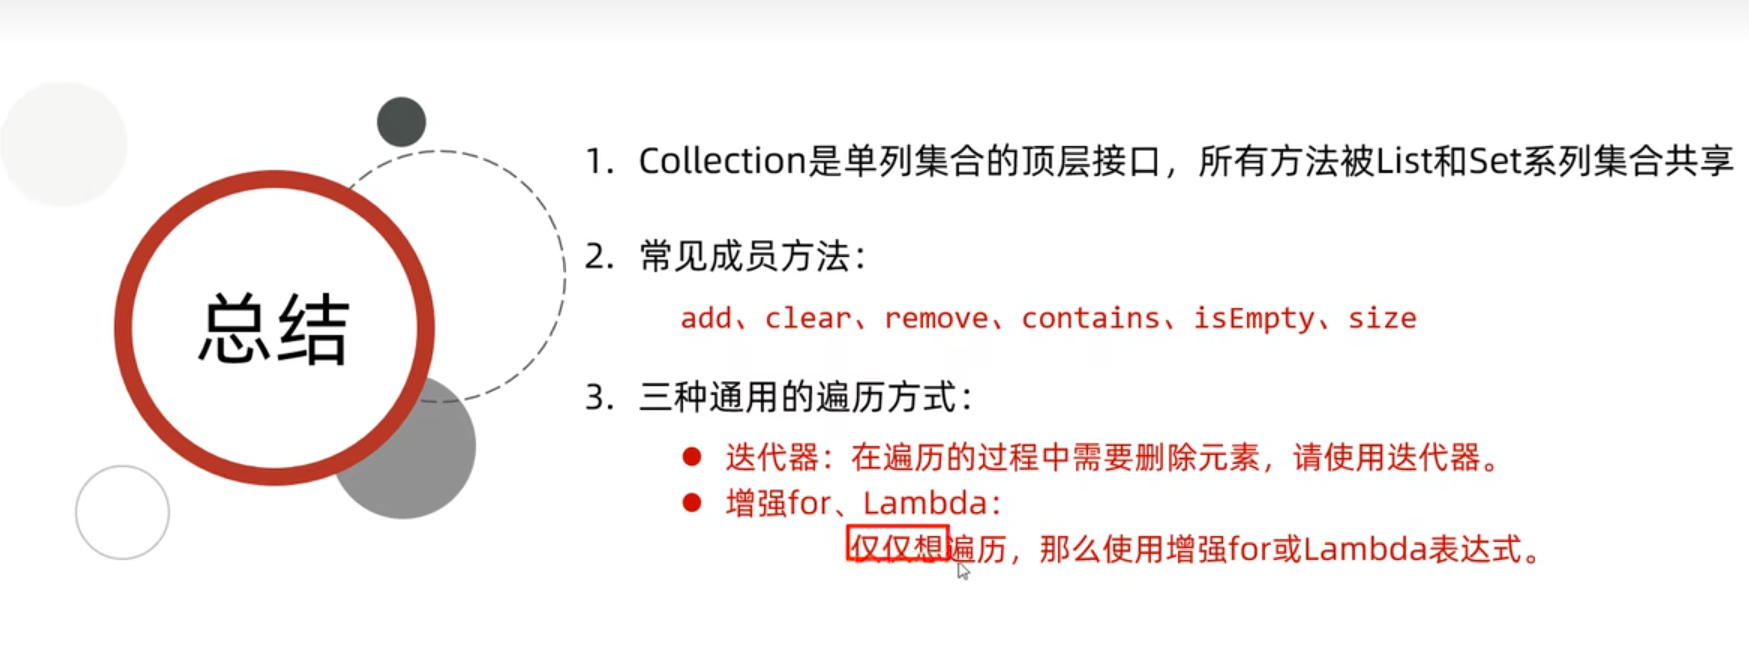 总结
1. Collection是单列集合的顶层接口，所有方法被List和Set系列集合共享
2. 常见成员方法：
add、clear、remove、contains、isEmpty、size
3. 三种通用的遍历方式：
● 迭代器：在遍历的过程中需要删除元素，请使用迭代器。
● 增强for、Lambda：
仅仅想遍历，那么使用增强for或Lambda表达式。